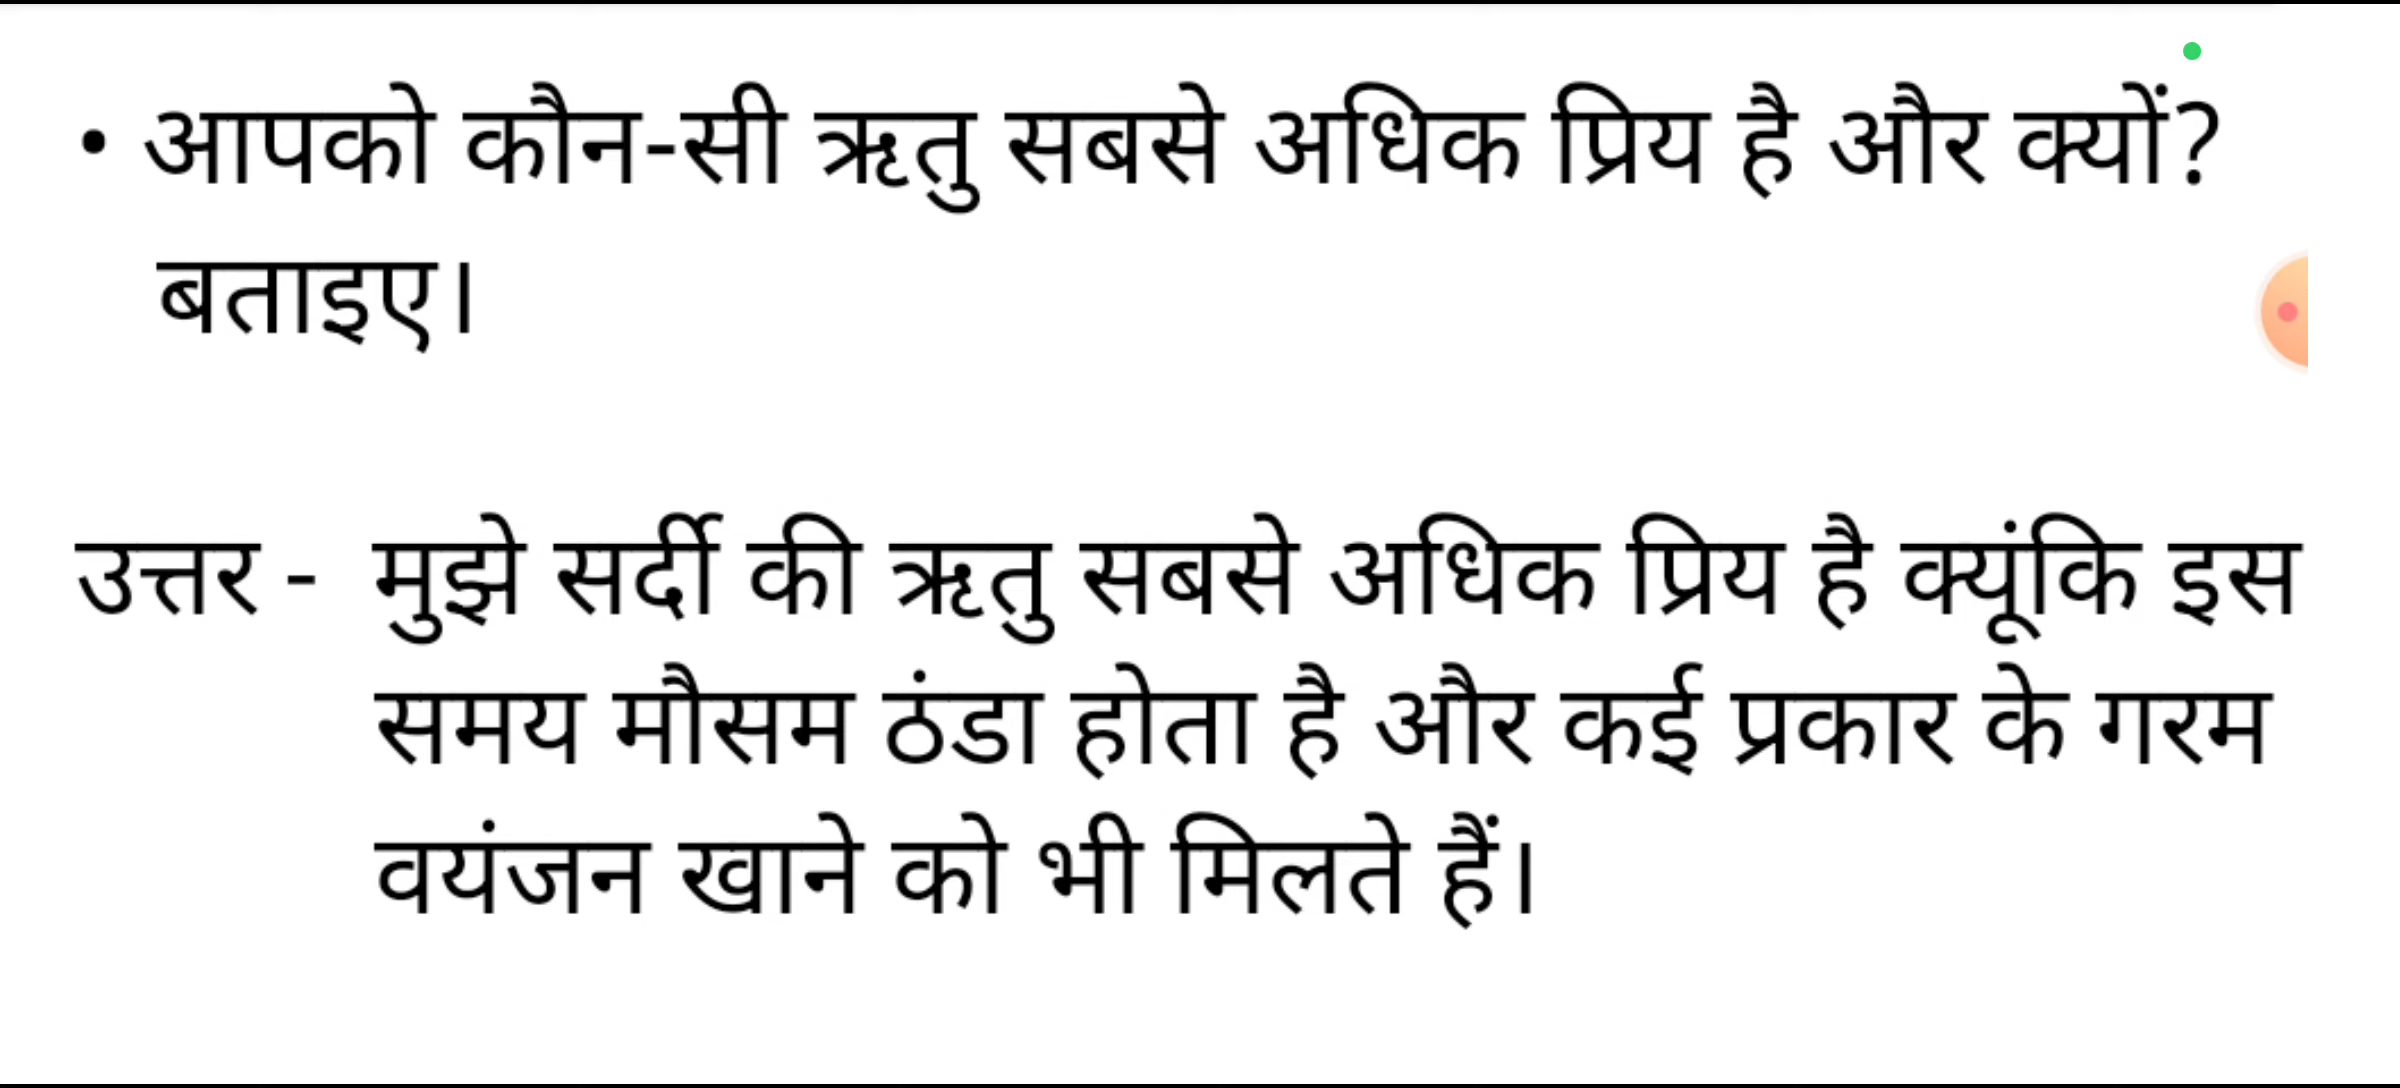 • आपको कौन-सी ऋतु सबसे अधिक प्रिय है और क्यों?
बताइए।
उत्तर - मुझे सर्दी की ऋतु सबसे अधिक प्रिय है क्यूंकि इस
समय मौसम ठंडा होता है और कई प्रकार के गरम
वयंजन खाने को भी मिलते हैं।